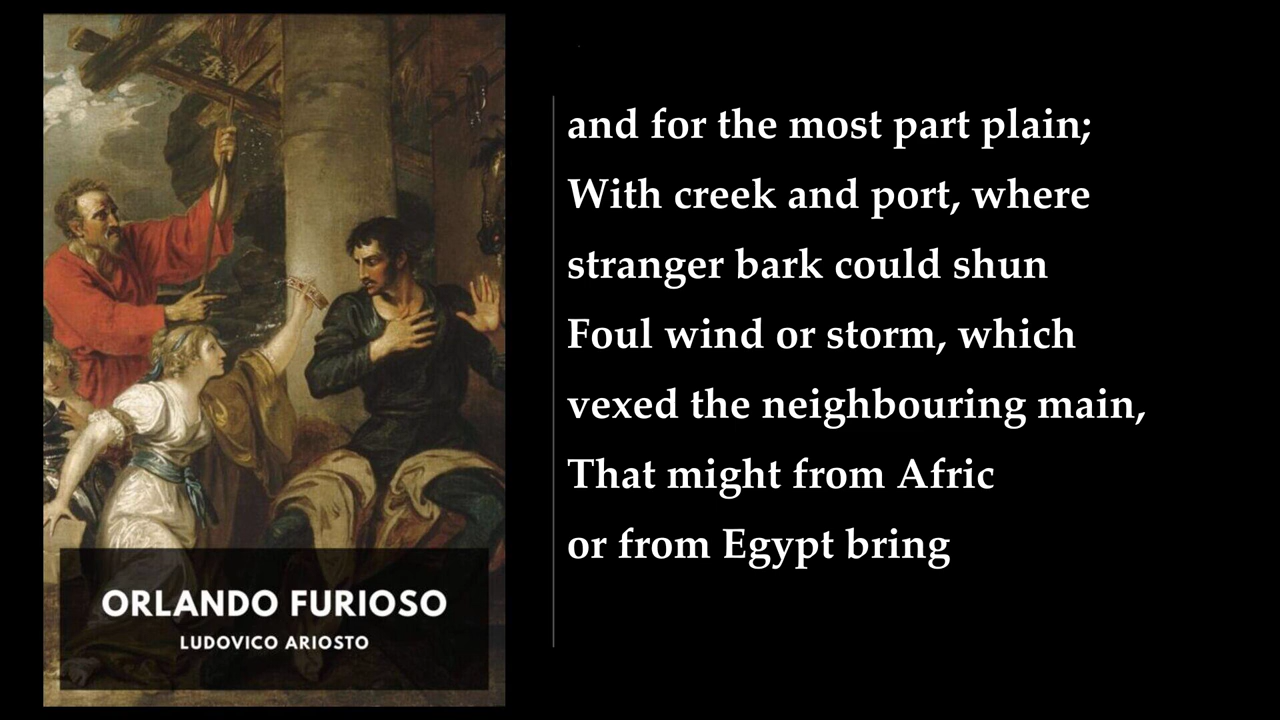 and for the most part plain;
With creek and port, where
stranger bark could shun
Foul wind or storm, which
vexed the neighbouring main,
That might from Afric
or from Egypt bring
ORLANDO FURIOSO
LUDOVICO ARIOSTO